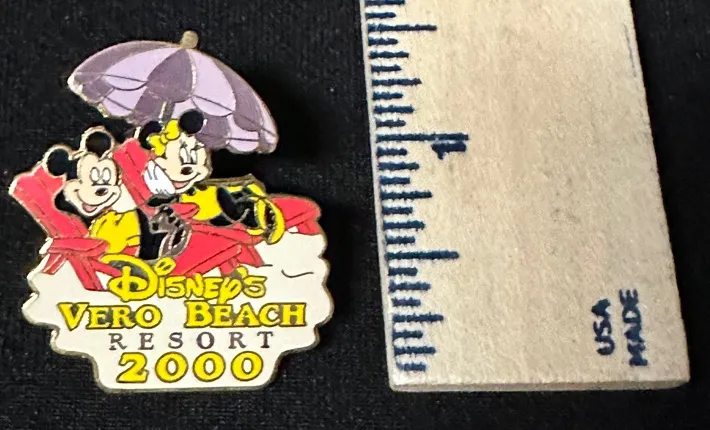 DISNEY'S
VERO BEACH
RESORT
2000
1
USA
MADE